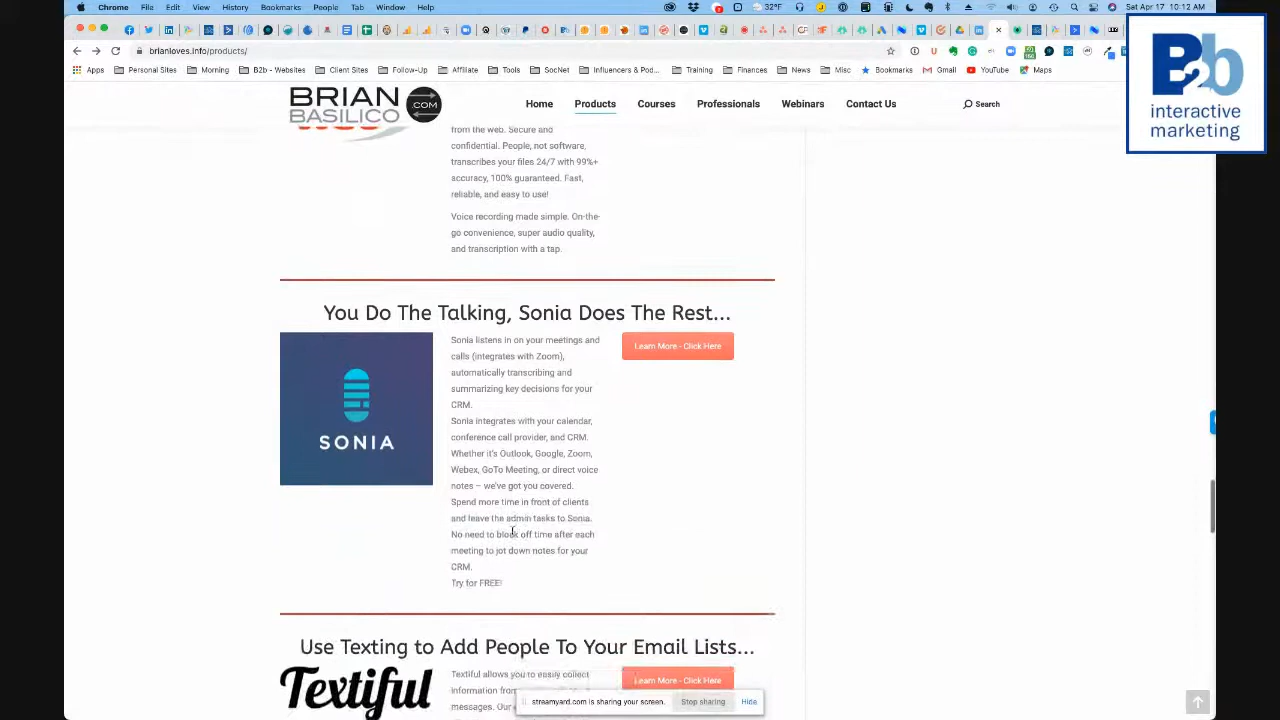 Chrome File Edit View History Bookmarks People Tab Window Help
32°F
Sat Apr 17 10:12 AM
brianloves.info/products/
Apps Personal Sites Morning B2b - Websites Client Sites Follow-Up Affiliate Tools SocNet Influencers & Pod... Training Finances News Misc Bookmarks Gmail YouTube Maps
B2b
interactive
marketing
BRIAN
BASILICO .COM
Home Products Courses Professionals Webinars Contact Us Search
from the web. Secure and
confidential. People, not software,
transcribes your files 24/7 with 99%+
accuracy, 100% guaranteed. Fast,
reliable, and easy to use!
Voice recording made simple. On-the-
go convenience, super audio quality,
and transcription with a tap.
You Do The Talking, Sonia Does The Rest...
SONIA
Sonia listens in on your meetings and
calls (integrates with Zoom),
automatically transcribing and
summarizing key decisions for your
CRM.
Sonia integrates with your calendar,
conference call provider, and CRM.
Whether it's Outlook, Google, Zoom,
Webex, GoTo Meeting, or direct voice
notes – we've got you covered.
Spend more time in front of clients
and leave the admin tasks to Sonia.
No need to block off time after each
meeting to jot down notes for your
CRM.
Try for FREE!
Learn More - Click Here
Use Texting to Add People To Your Email Lists...
Textiful
Textiful allows you to easily collect
information from
messages. Our
Learn More - Click Here
streamyard.com is sharing your screen. Stop sharing Hide